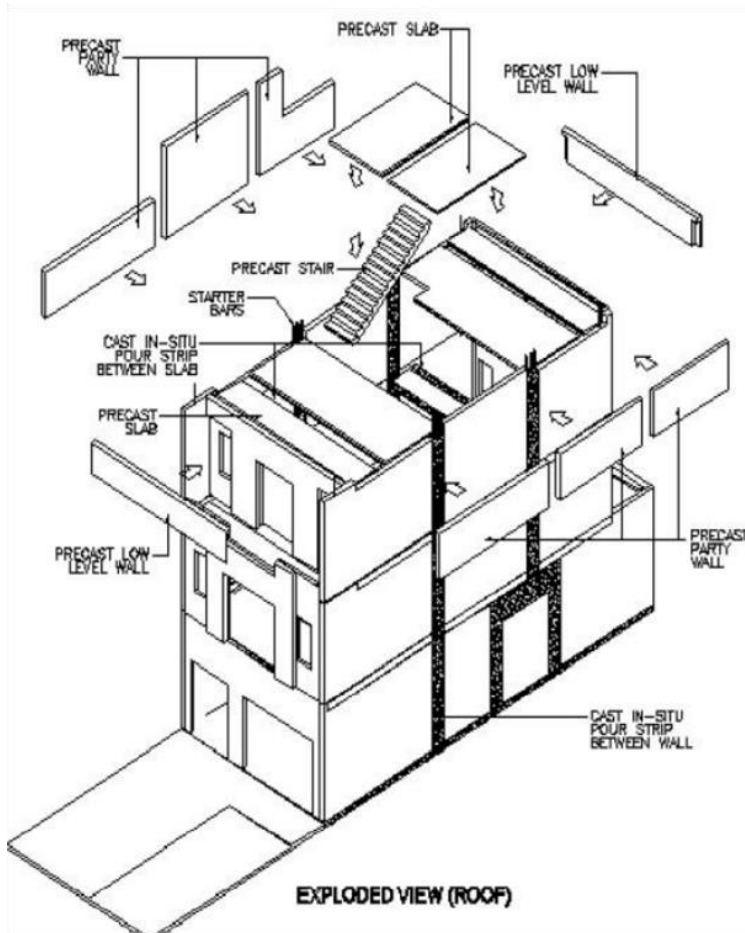 PRECAST SLAB
PRECAST
PARTY
WALL
PRECAST LOW
LEVEL WALL
PRECAST STAIR
STARTER
BARS
CAST IN-SITU
POUR STRIP
BETWEEN SLAB
PRECAST
SLAB
PRECAST LOW
LEVEL WALL
PRECAST
PARTY
WALL
CAST IN-SITU
POUR STRIP
BETWEEN WALL
EXPLODED VIEW (ROOF)